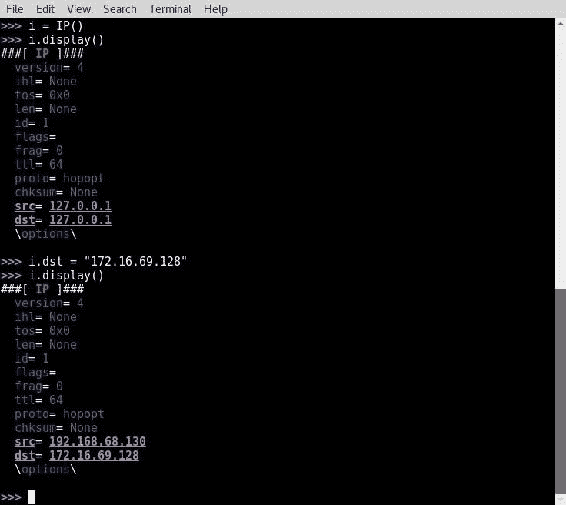 File Edit View Search Terminal Help
>>> i = IP()
>>> i.display()
###[ IP ]###
version= 4
ihl= None
tos= 0x0
len= None
id= 1
flags=
frag= 0
ttl= 64
proto= hopopt
chksum= None
src= 127.0.0.1
dst= 127.0.0.1
\options\
>>> i.dst = "172.16.69.128"
>>> i.display()
###[ IP ]###
version= 4
ihl= None
tos= 0x0
len= None
id= 1
flags=
frag= 0
ttl= 64
proto= hopopt
chksum= None
src= 192.168.68.130
dst= 172.16.69.128
\options\
>>>